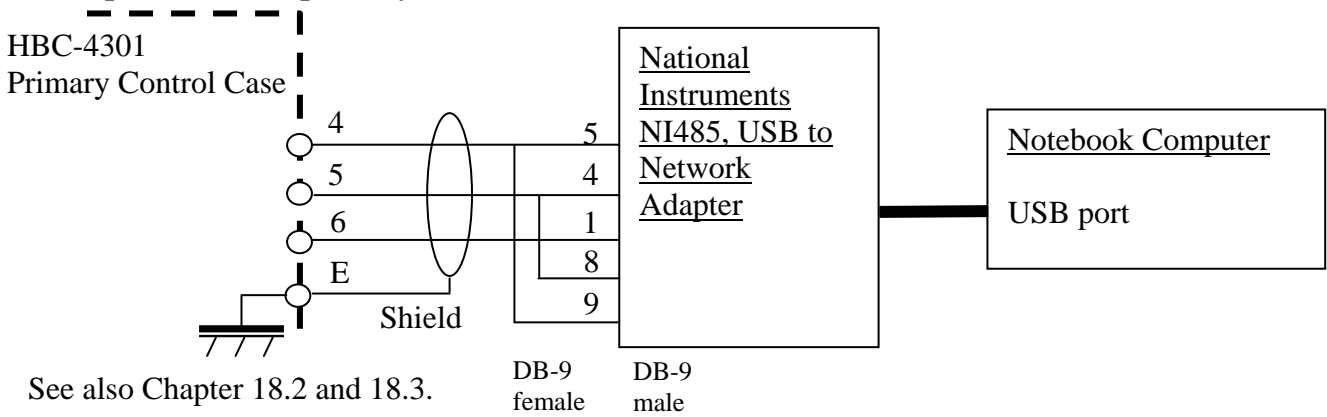 HBC-4301
Primary Control Case
4
5
6
E
Shield
5
4
1
8
9
National
Instruments
NI485, USB to
Network
Adapter
Notebook Computer
USB port
DB-9
female
DB-9
male
See also Chapter 18.2 and 18.3.